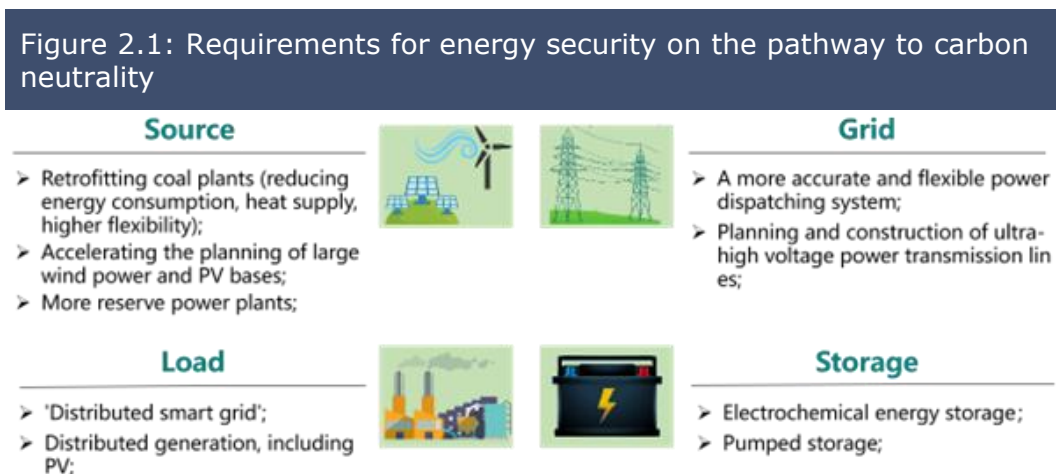 Figure 2.1: Requirements for energy security on the pathway to carbon
neutrality
Source
➤ Retrofitting coal plants (reducing
energy consumption, heat supply,
higher flexibility);
➤ Accelerating the planning of large
wind power and PV bases;
➤ More reserve power plants;
Grid
➤ A more accurate and flexible power
dispatching system;
➤ Planning and construction of ultra-
high voltage power transmission lin
es;
Load
➤ 'Distributed smart grid';
➤ Distributed generation, including
PV;
Storage
➤ Electrochemical energy storage;
➤ Pumped storage;